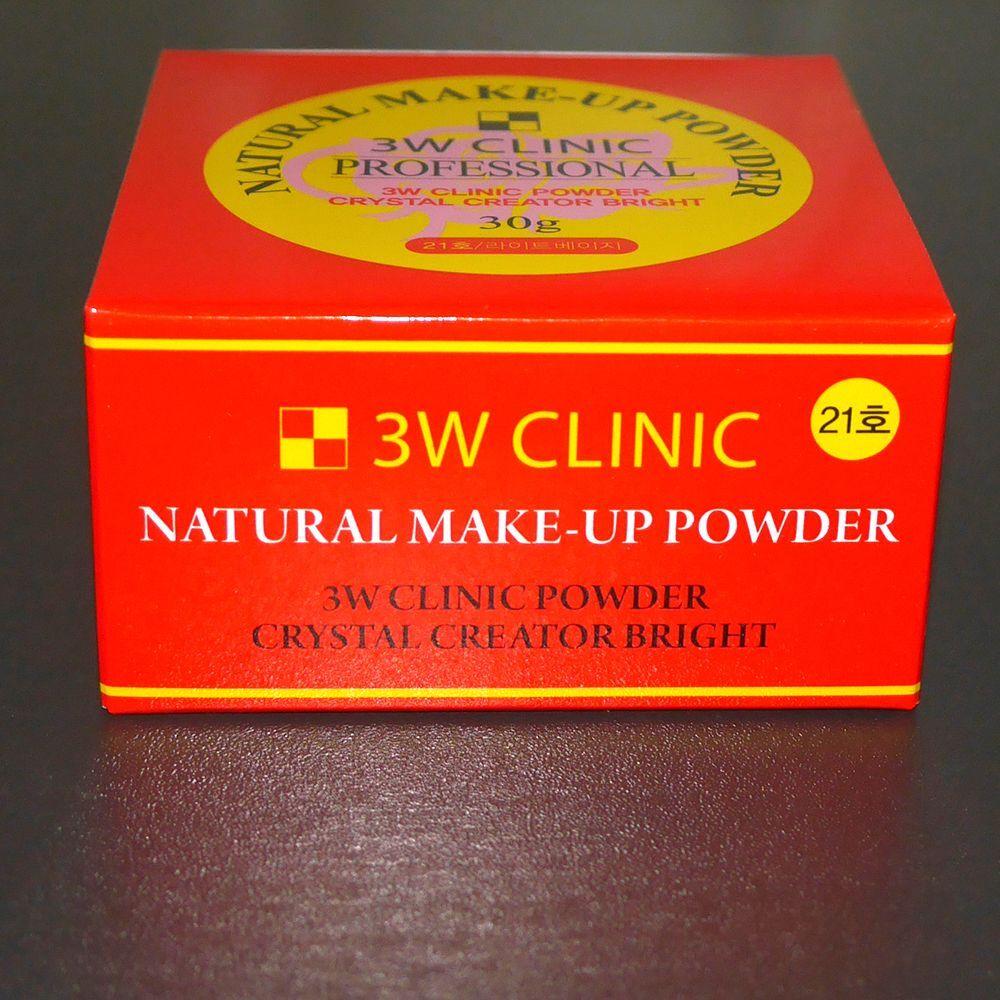 NATURAL MAKE-UP POWDER
3W CLINIC
PROFESSIONAL
3W CLINIC POWDER
CRYSTAL CREATOR BRIGHT
30g
21호/라이트베이지
3W CLINIC
21호
NATURAL MAKE-UP POWDER
3W CLINIC POWDER
CRYSTAL CREATOR BRIGHT